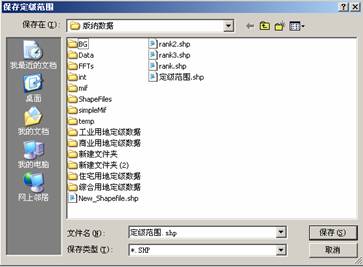 保存定级范围
保存在(I):
版纳数据
我最近的文档
桌面
我的文档
我的电脑
网上邻居
BG
Data
FFTs
int
mif
ShapeFiles
simpleMif
temp
工业用地定级数据
商业用地定级数据
新建文件夹
新建文件夹 (2)
住宅用地定级数据
综合用地定级数据
New_Shapefile.shp
rank2.shp
rank3.shp
rank.shp
定级范围.shp
文件名(N):
定级范围.shp
保存(S)
保存类型(T):
*.SHP
取消